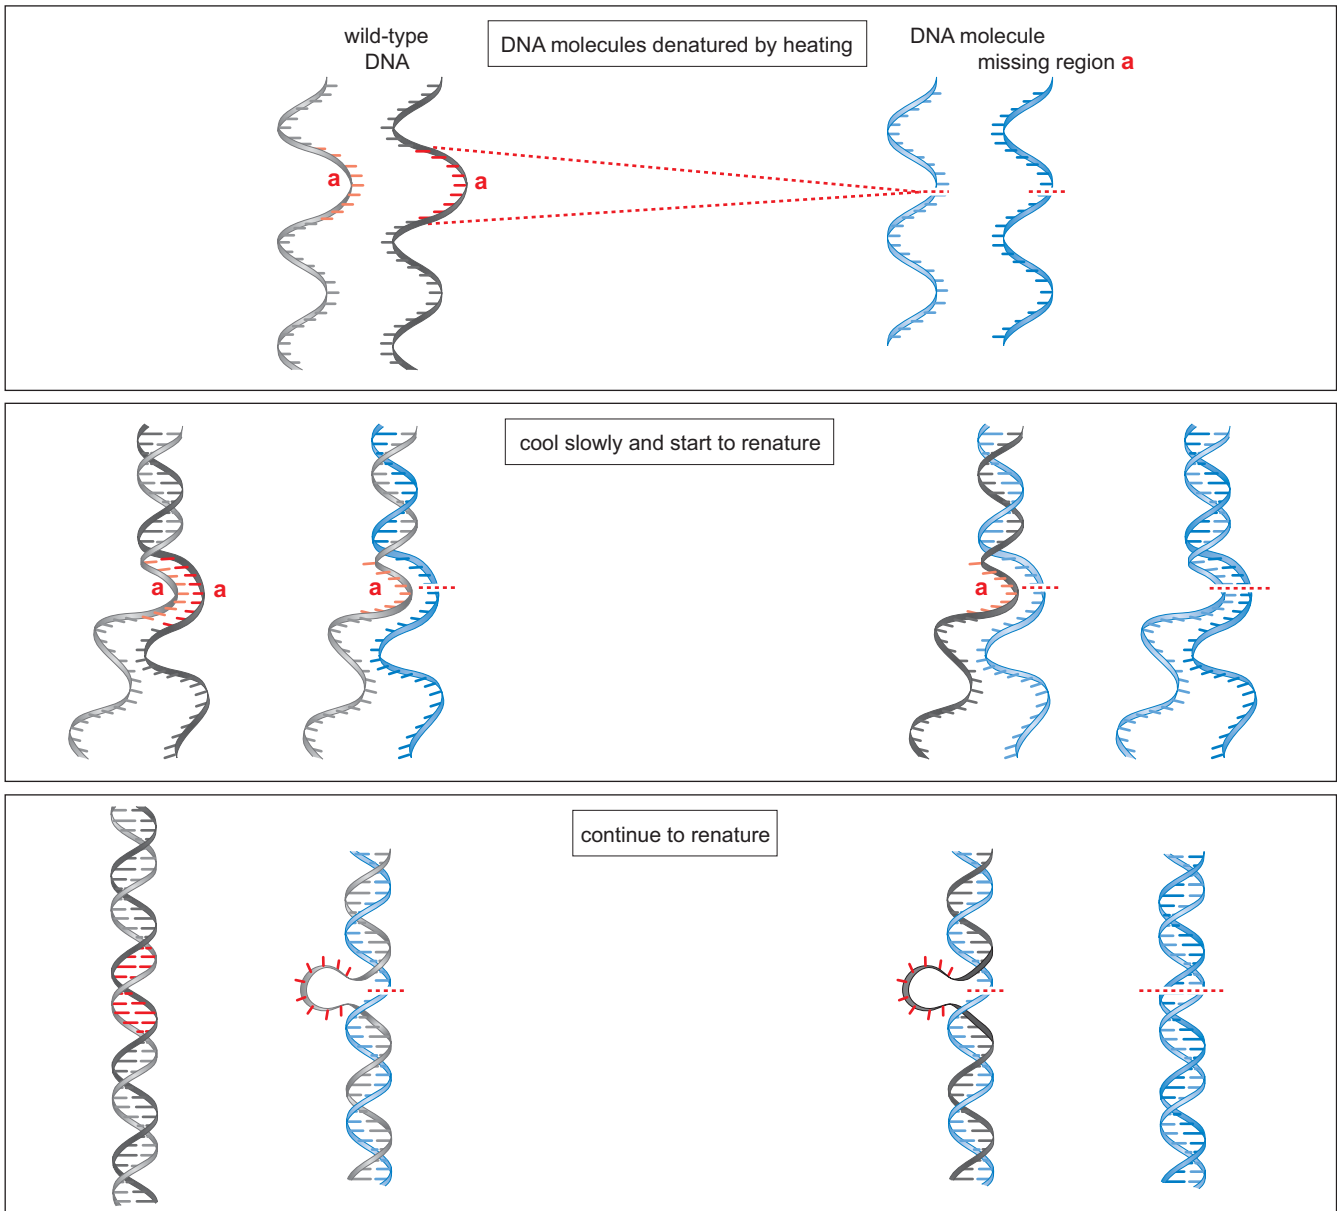 wild-type
DNA
DNA molecules denatured by heating
DNA molecule
missing region a
a
a
cool slowly and start to renature
a
a
a
a
continue to renature